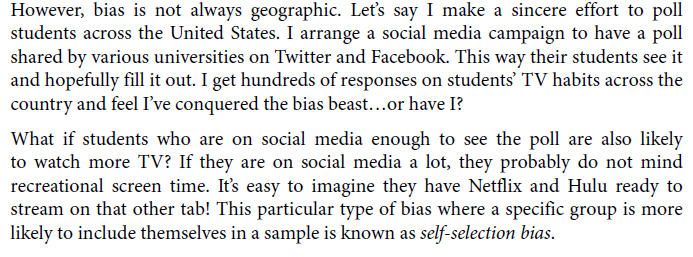 However, bias is not always geographic. Let’s say I make a sincere effort to poll
students across the United States. I arrange a social media campaign to have a poll
shared by various universities on Twitter and Facebook. This way their students see it
and hopefully fill it out. I get hundreds of responses on students’ TV habits across the
country and feel I’ve conquered the bias beast…or have I?
What if students who are on social media enough to see the poll are also likely
to watch more TV? If they are on social media a lot, they probably do not mind
recreational screen time. It’s easy to imagine they have Netflix and Hulu ready to
stream on that other tab! This particular type of bias where a specific group is more
likely to include themselves in a sample is known as self-selection bias.